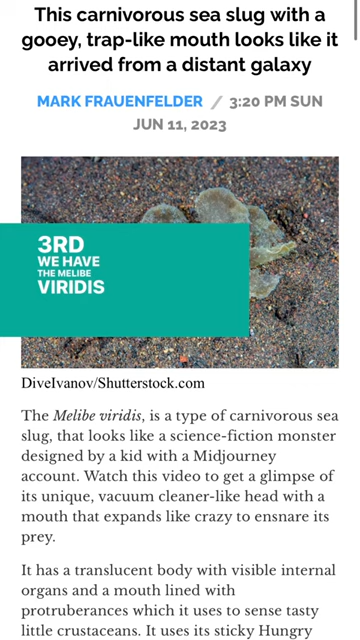 This carnivorous sea slug with a
gooey, trap-like mouth looks like it
arrived from a distant galaxy
MARK FRAUENFELDER / 3:20 PM SUN
JUN 11, 2023
3RD
WE HAVE
THE MELIBE
VIRIDIS
DiveIvanov/Shutterstock.com
The Melibe viridis, is a type of carnivorous sea
slug, that looks like a science-fiction monster
designed by a kid with a Midjourney
account. Watch this video to get a glimpse of
its unique, vacuum cleaner-like head with a
mouth that expands like crazy to ensnare its
prey.
It has a translucent body with visible internal
organs and a mouth lined with
protruberances which it uses to sense tasty
little crustaceans. It uses its sticky Hungry